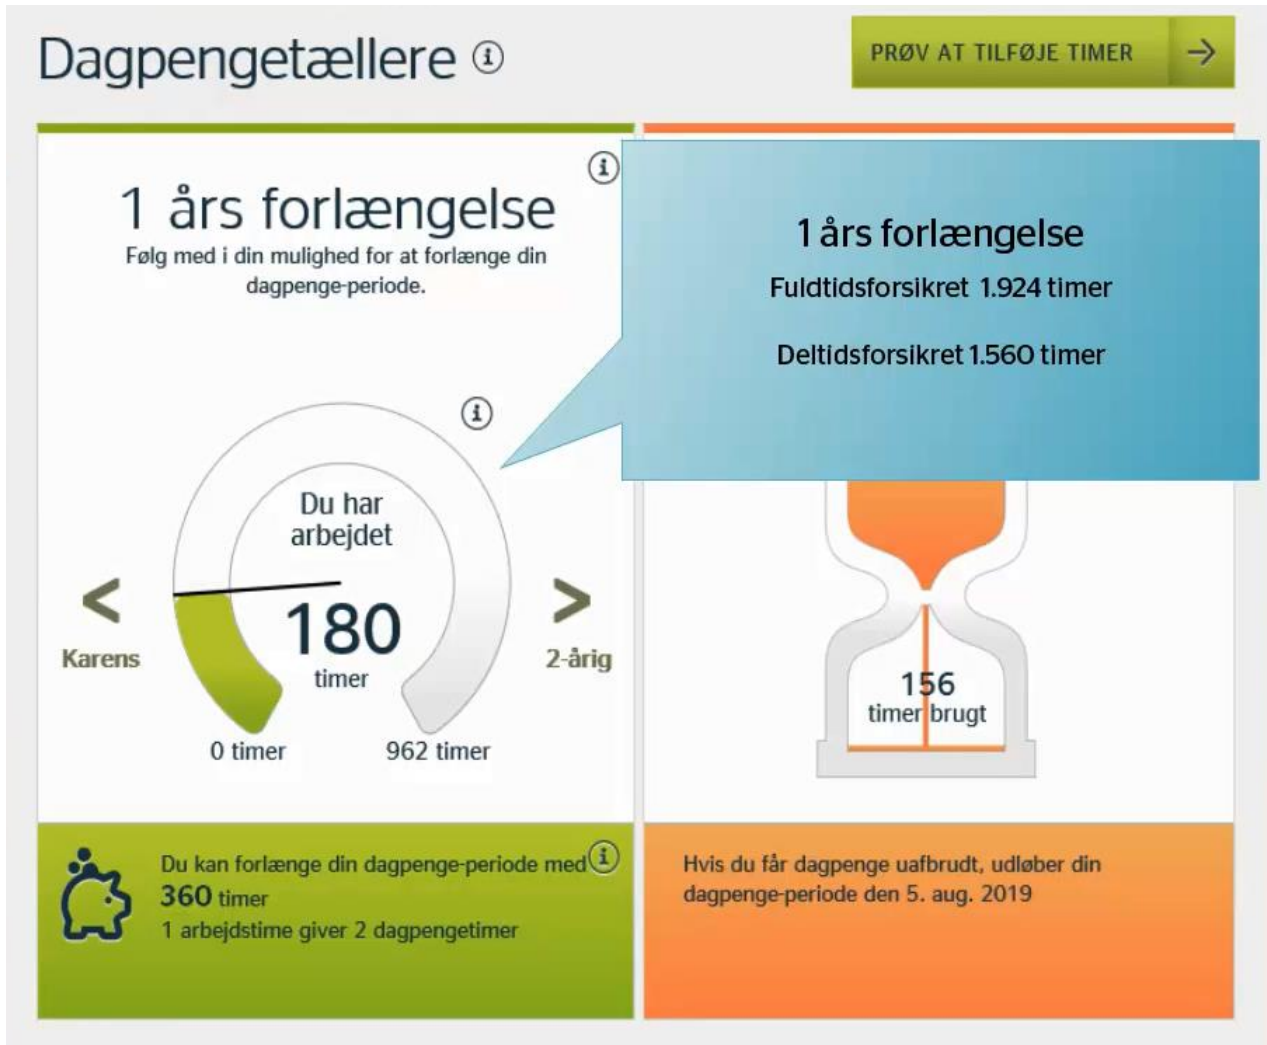 Dagpengetællere
PRØV AT TILFØJE TIMER
1 års forlængelse
Følg med i din mulighed for at forlænge din
dagpenge-periode.
1 års forlængelse
Fuldtidsforsikret 1.924 timer
Deltidsforsikret 1.560 timer
Du har
arbejdet
180
timer
<
Karens
>
2-årig
0 timer
962 timer
156
timer brugt
Du kan forlænge din dagpenge-periode med
360 timer
1 arbejdstime giver 2 dagpengetimer
Hvis du får dagpenge uafbrudt, udløber din
dagpenge-periode den 5. aug. 2019